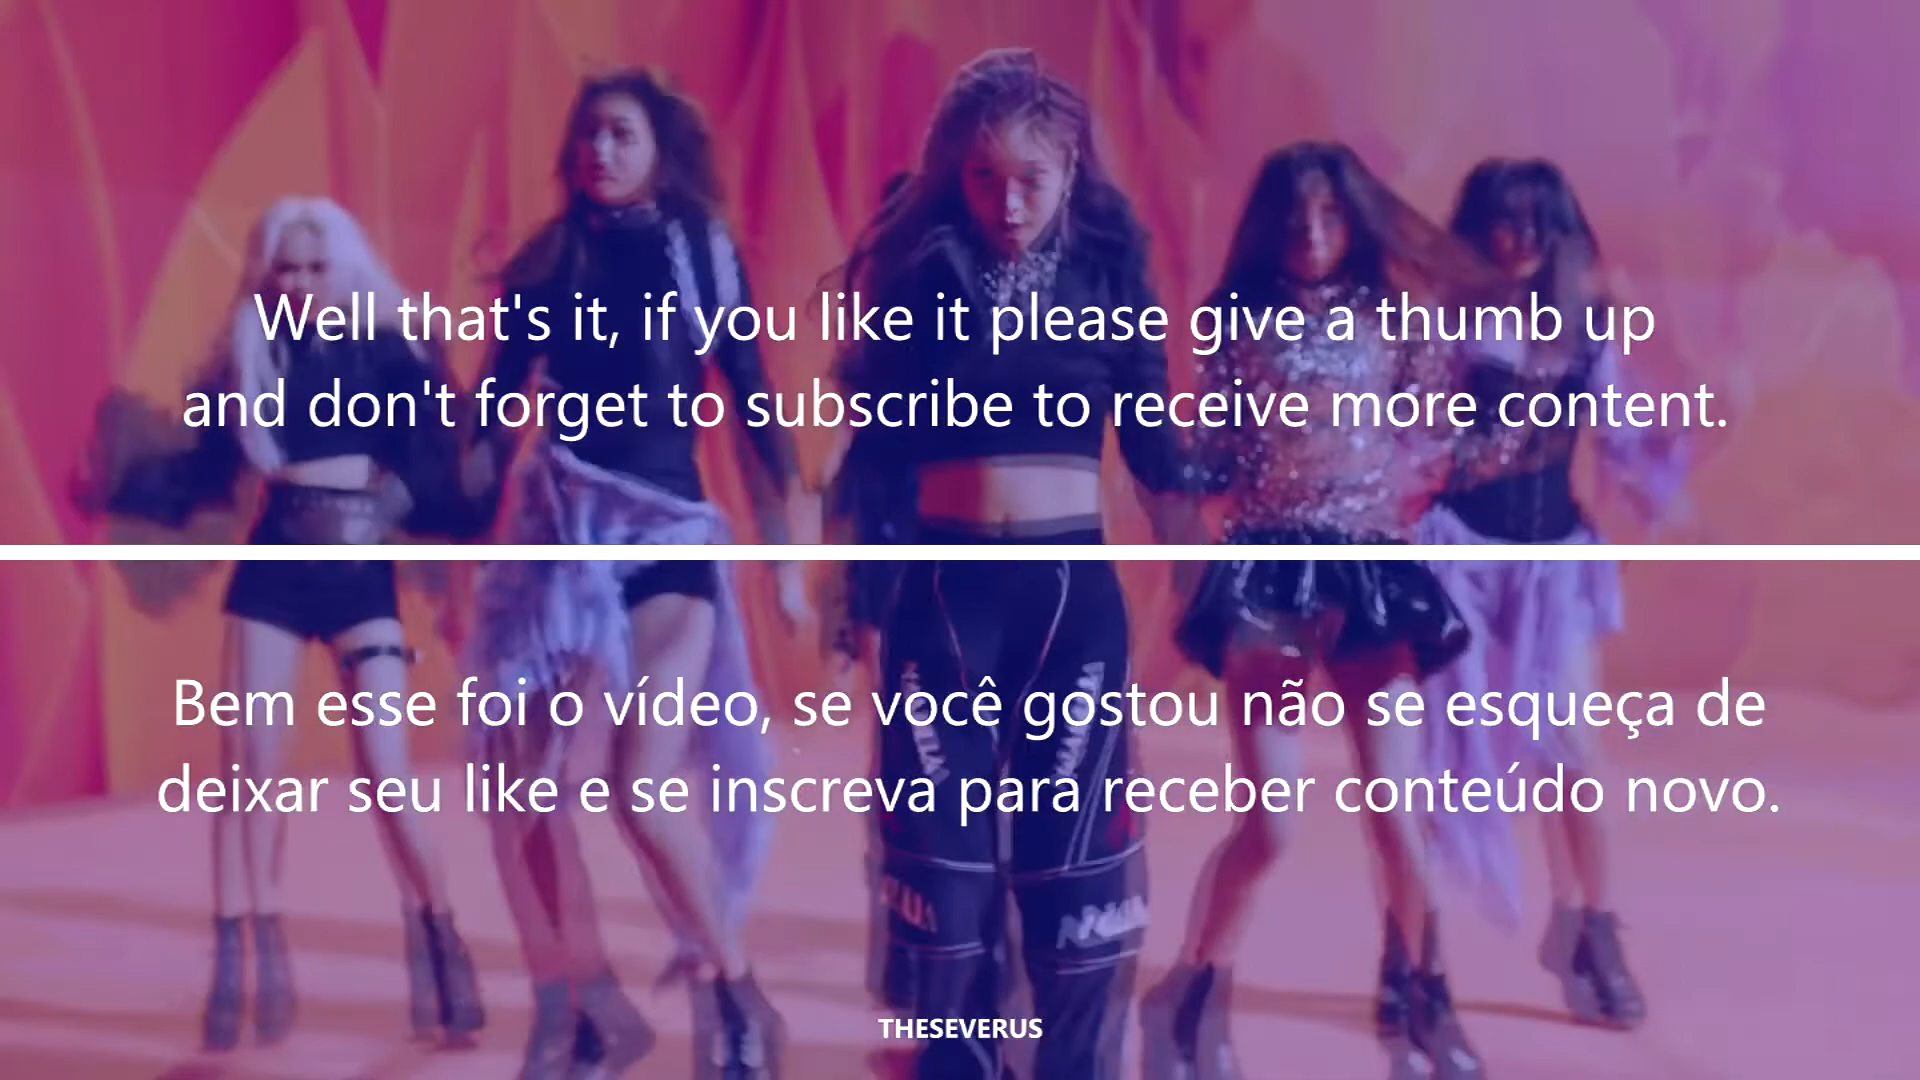 Well that's it, if you like it please give a thumb up
and don't forget to subscribe to receive more content.
Bem esse foi o vídeo, se você gostou não se esqueça de
deixar seu like e se inscreva para receber conteúdo novo.
THESEVERUS